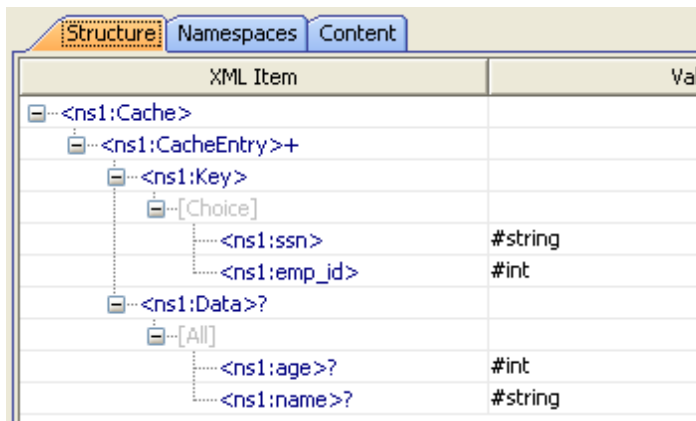 Structure Namespaces Content
XML Item Val
<ns1:Cache>
<ns1:CacheEntry>+
<ns1:Key>
[Choice]
<ns1:ssn> #string
<ns1:emp_id> #int
<ns1:Data>?
[All]
<ns1:age>? #int
<ns1:name>? #string